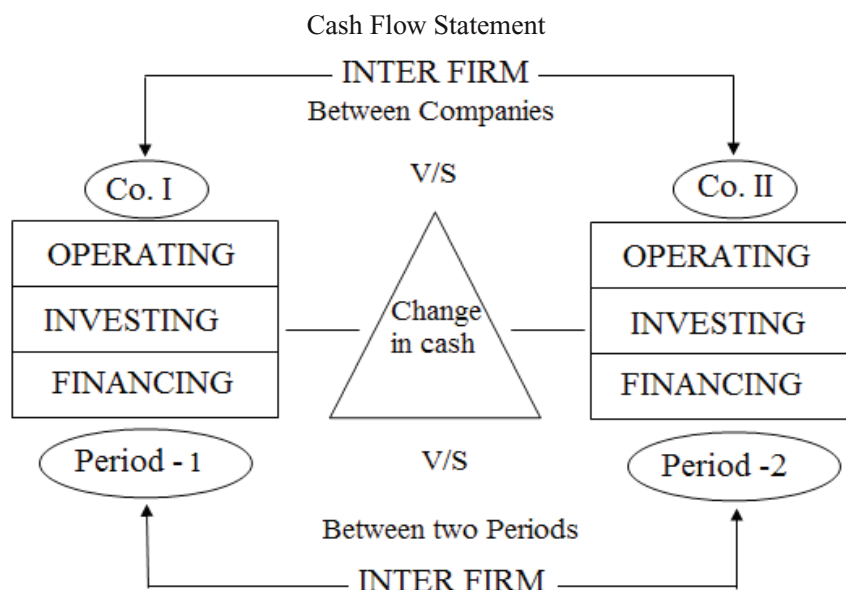 Cash Flow Statement
INTER FIRM
Between Companies
V/S
Co. I
Co. II
OPERATING
INVESTING
FINANCING
Change
in cash
OPERATING
INVESTING
FINANCING
Period - 1
V/S
Period -2
Between two Periods
INTER FIRM